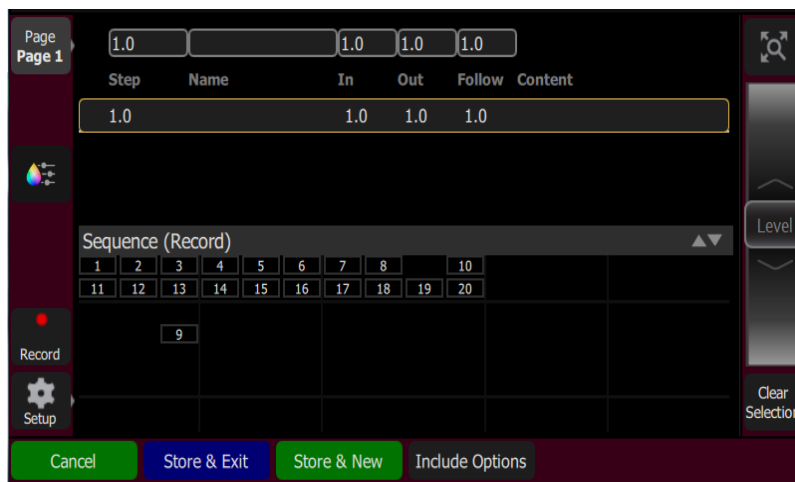 Page
Page 1
1.0 1.0 1.0 1.0
Step Name In Out Follow Content
1.0 1.0 1.0 1.0
Level
Sequence (Record)
1 2 3 4 5 6 7 8 10
11 12 13 14 15 16 17 18 19 20
9
Record
Setup
Clear
Selection
Cancel Store & Exit Store & New Include Options